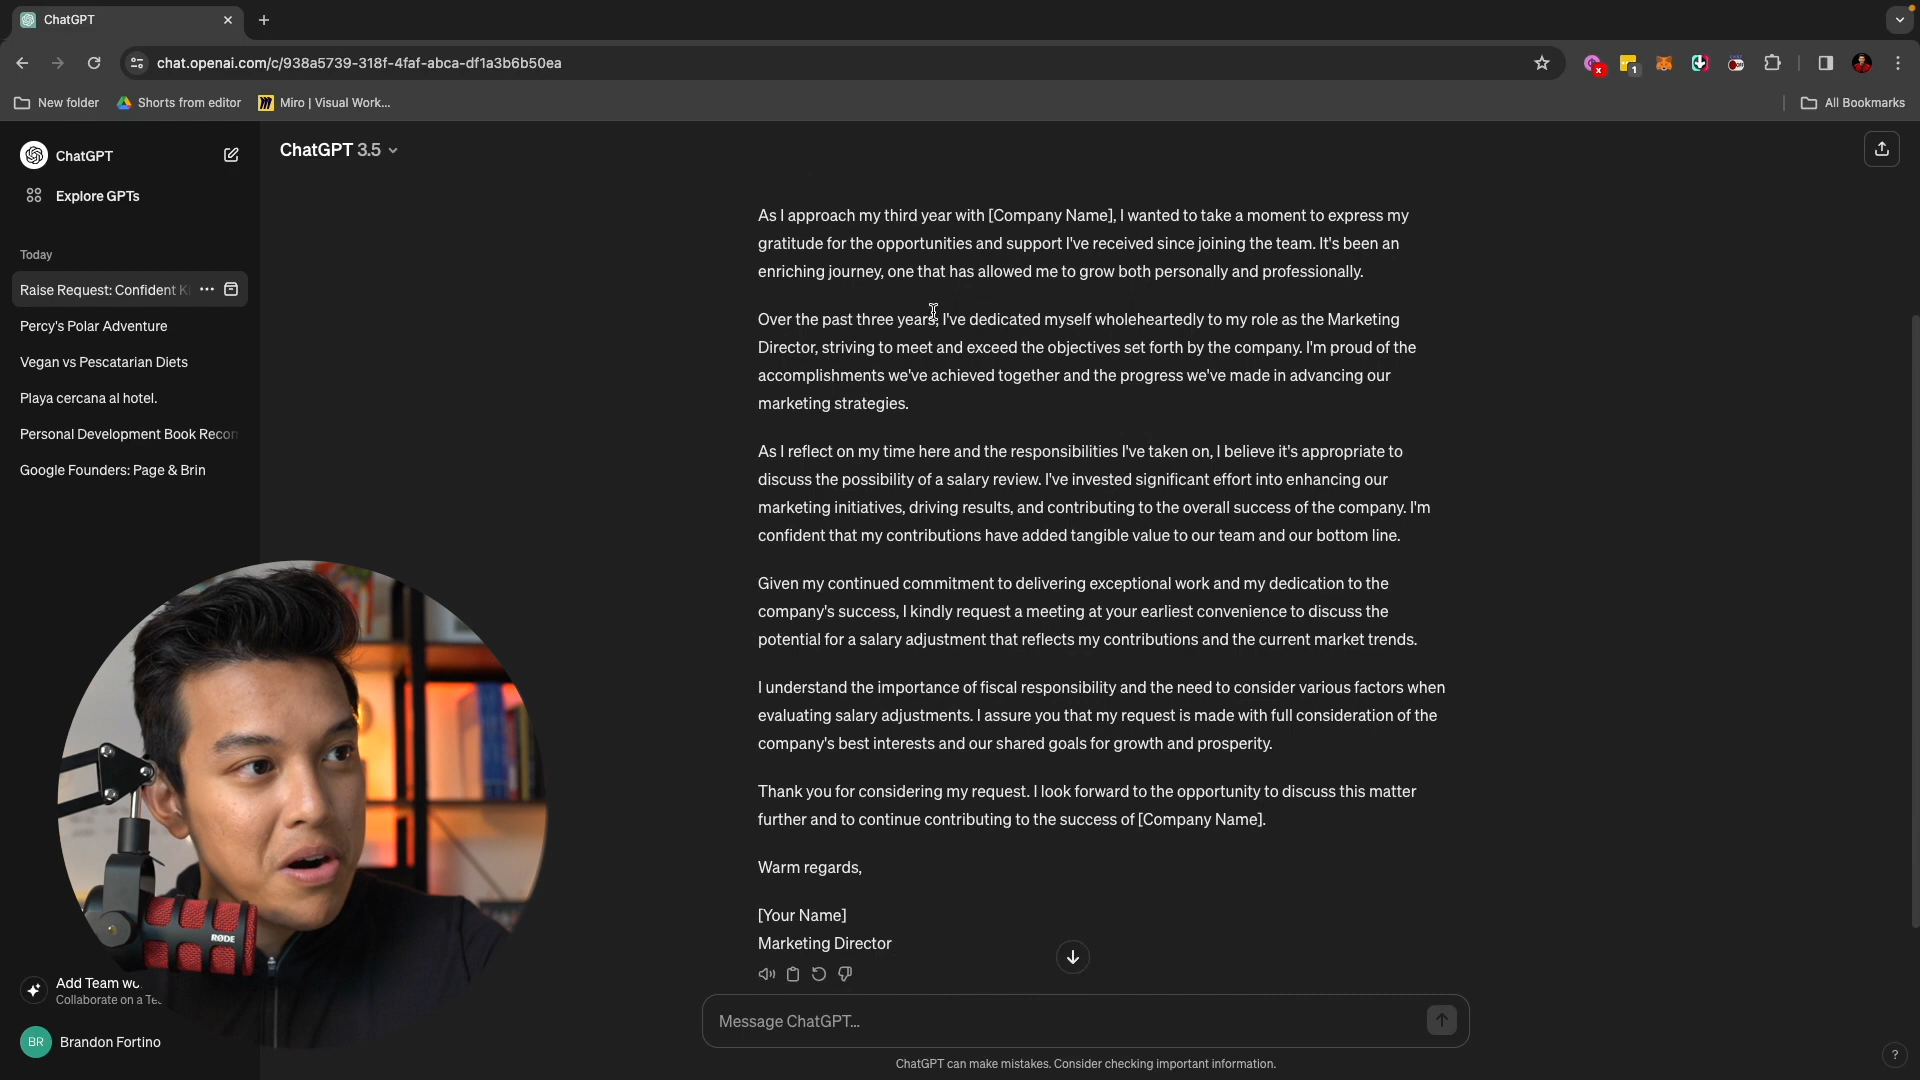 ChatGPT
chat.openai.com/c/938a5739-318f-4faf-abca-df1a3b6b50ea
1
New folder
Shorts from editor
Miro | Visual Work...
All Bookmarks
ChatGPT
Explore GPTs
Today
Raise Request: Confident K
Percy's Polar Adventure
Vegan vs Pescatarian Diets
Playa cercana al hotel.
Personal Development Book Recor
Google Founders: Page & Brin
ChatGPT 3.5
As I approach my third year with [Company Name], I wanted to take a moment to express my
gratitude for the opportunities and support I've received since joining the team. It's been an
enriching journey, one that has allowed me to grow both personally and professionally.
Over the past three years, I've dedicated myself wholeheartedly to my role as the Marketing
Director, striving to meet and exceed the objectives set forth by the company. I'm proud of the
accomplishments we've achieved together and the progress we've made in advancing our
marketing strategies.
As I reflect on my time here and the responsibilities I've taken on, I believe it's appropriate to
discuss the possibility of a salary review. I've invested significant effort into enhancing our
marketing initiatives, driving results, and contributing to the overall success of the company. I'm
confident that my contributions have added tangible value to our team and our bottom line.
Given my continued commitment to delivering exceptional work and my dedication to the
company's success, I kindly request a meeting at your earliest convenience to discuss the
potential for a salary adjustment that reflects my contributions and the current market trends.
I understand the importance of fiscal responsibility and the need to consider various factors when
evaluating salary adjustments. I assure you that my request is made with full consideration of the
company's best interests and our shared goals for growth and prosperity.
Thank you for considering my request. I look forward to the opportunity to discuss this matter
further and to continue contributing to the success of [Company Name].
Warm regards,
[Your Name]
Marketing Director
Message ChatGPT...
ChatGPT can make mistakes. Consider checking important information.
?
RØDE
Add Team wo
Collaborate on a Te
BR
Brandon Fortino